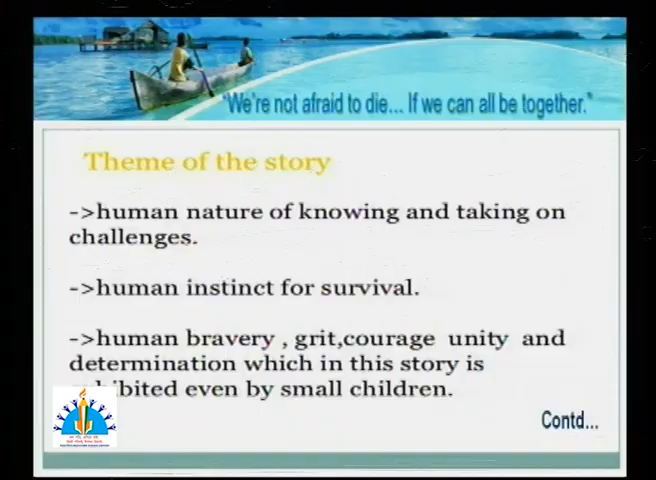 "We're not afraid to die... If we can all be together."
Theme of the story
->human nature of knowing and taking on
challenges.
->human instinct for survival.
->human bravery , grit,courage unity and
determination which in this story is
exhibited even by small children.
Contd...